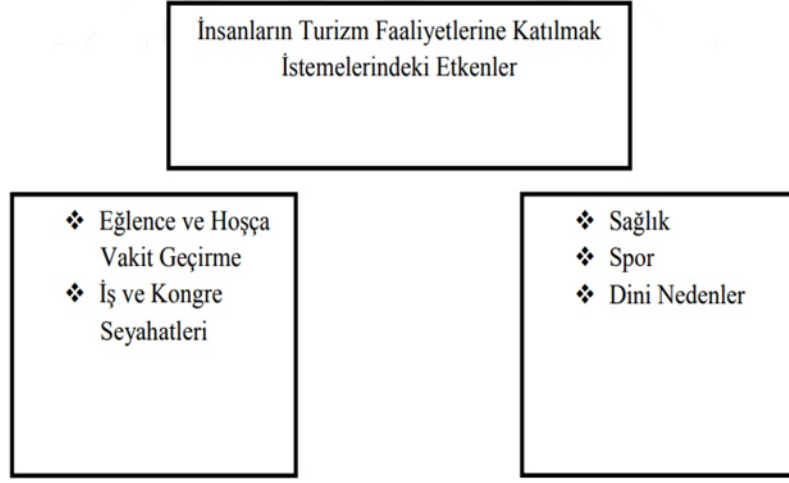 İnsanların Turizm Faaliyetlerine Katılmak
İstemelerindeki Etkenler
❖ Eğlence ve Hoşça
Vakit Geçirme
❖ İş ve Kongre
Seyahatleri
❖ Sağlık
❖ Spor
❖ Dini Nedenler